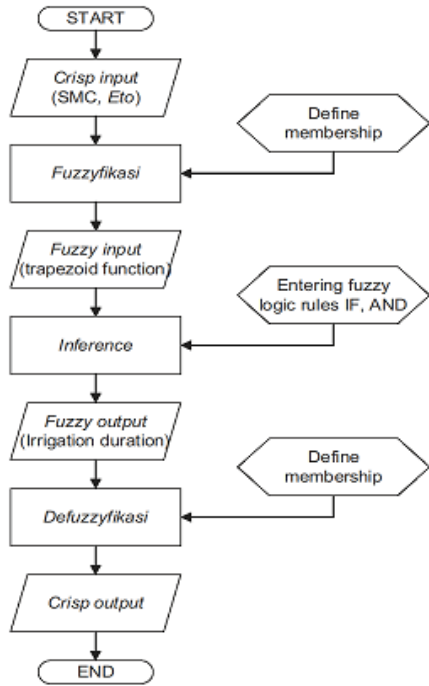 START
Crisp input
(SMC, Eto)
Define
membership
Fuzzyfikasi
Fuzzy input
(trapezoid function)
Entering fuzzy
logic rules IF, AND
Inference
Fuzzy output
(Irrigation duration)
Define
membership
Defuzzyfikasi
Crisp output
END